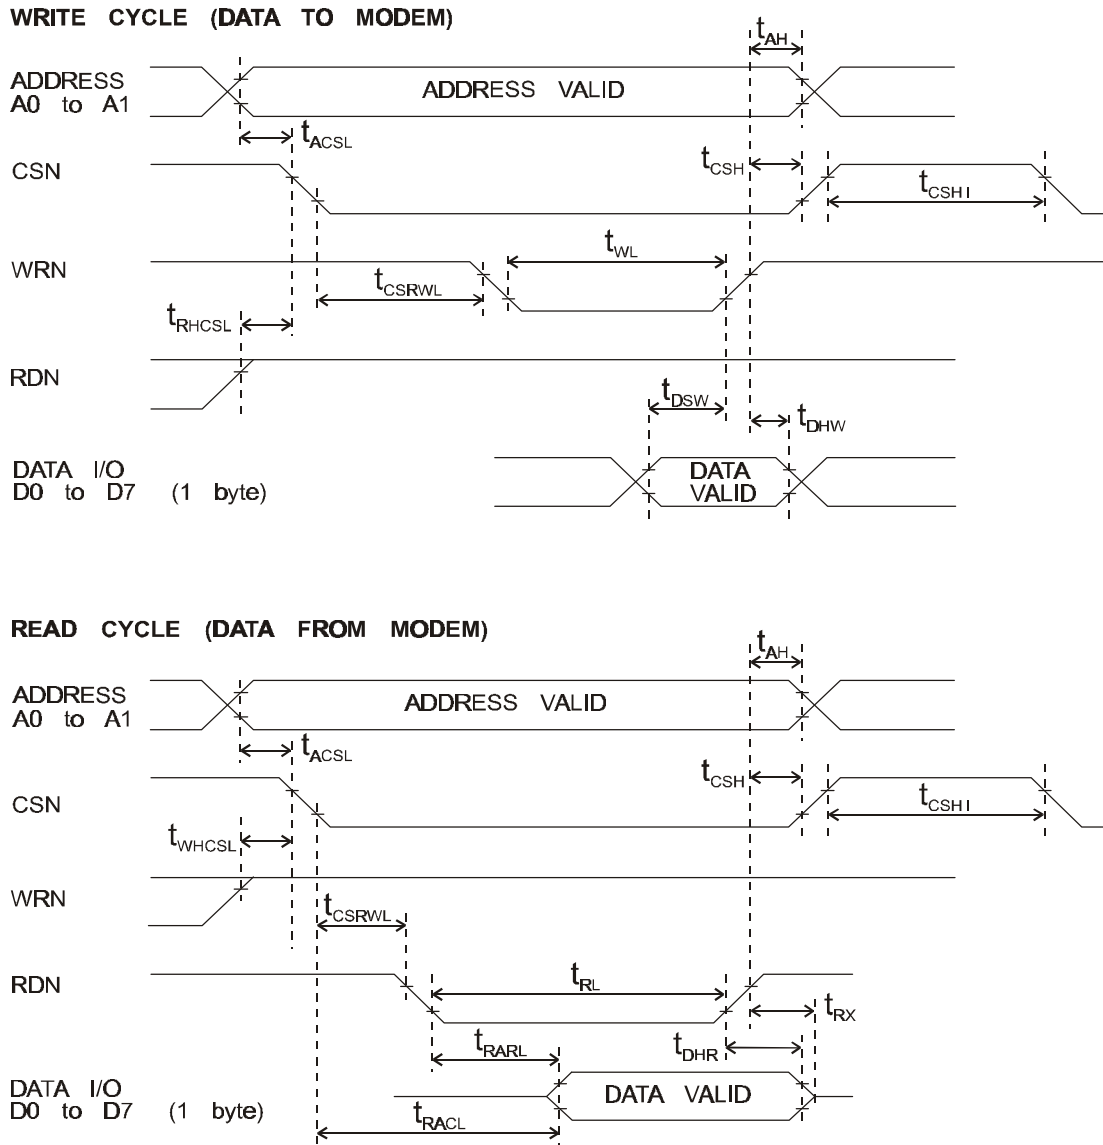 WRITE CYCLE (DATA TO MODEM)
tAH
ADDRESS
A0 to A1
ADDRESS VALID
tACSL
CSN
tCSH
tCSHI
WRN
tWL
tCSRWL
tRHCSL
RDN
tDSW
tDHW
DATA I/O
D0 to D7 (1 byte)
DATA
VALID
READ CYCLE (DATA FROM MODEM)
tAH
ADDRESS
A0 to A1
ADDRESS VALID
tACSL
CSN
tCSH
tCSHI
tWHCSL
WRN
tCSRWL
RDN
tRL
tRX
tRARL
tDHR
DATA I/O
D0 to D7 (1 byte)
DATA VALID
tRACL